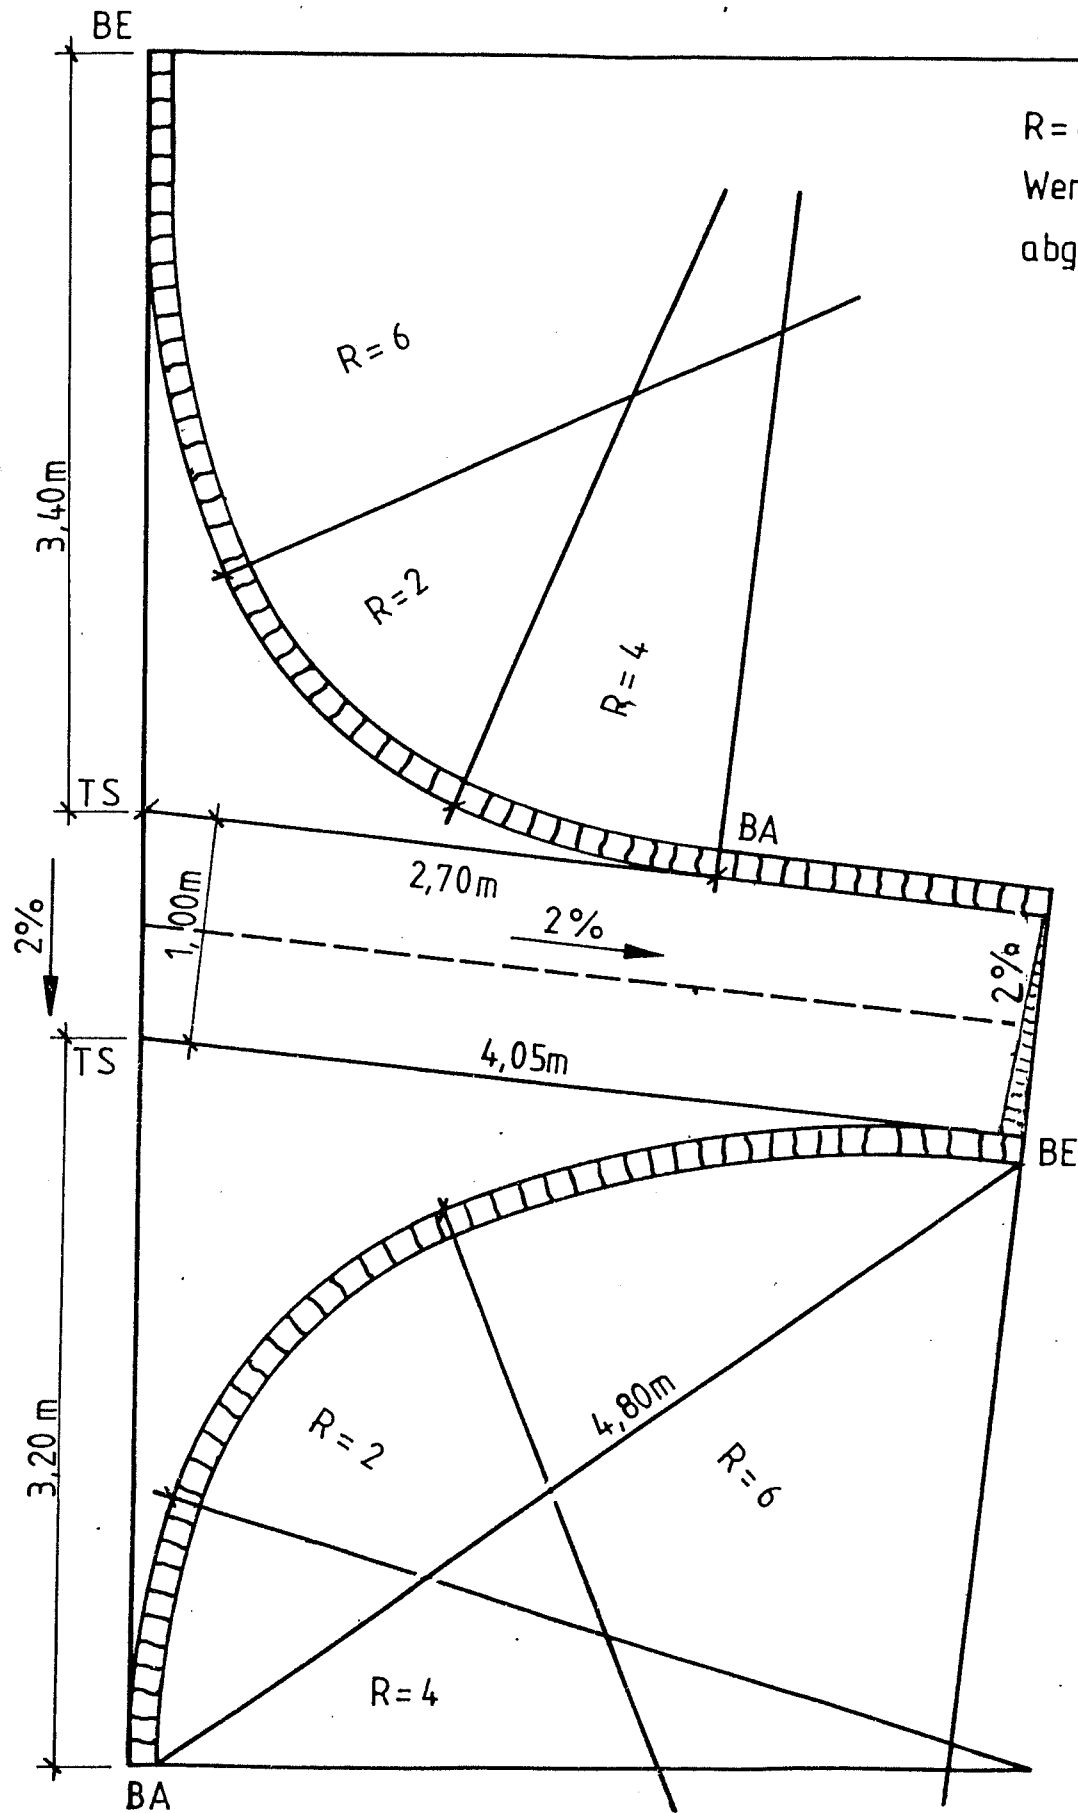 BE
R=
Wer
abg
R=6
3,40m
R=2
R=4
TS
BA
2,70m
1,00m
2%
2%
2%
TS
4,05m
BE
4,80m
R=2
R=6
3,20m
R=4
BA